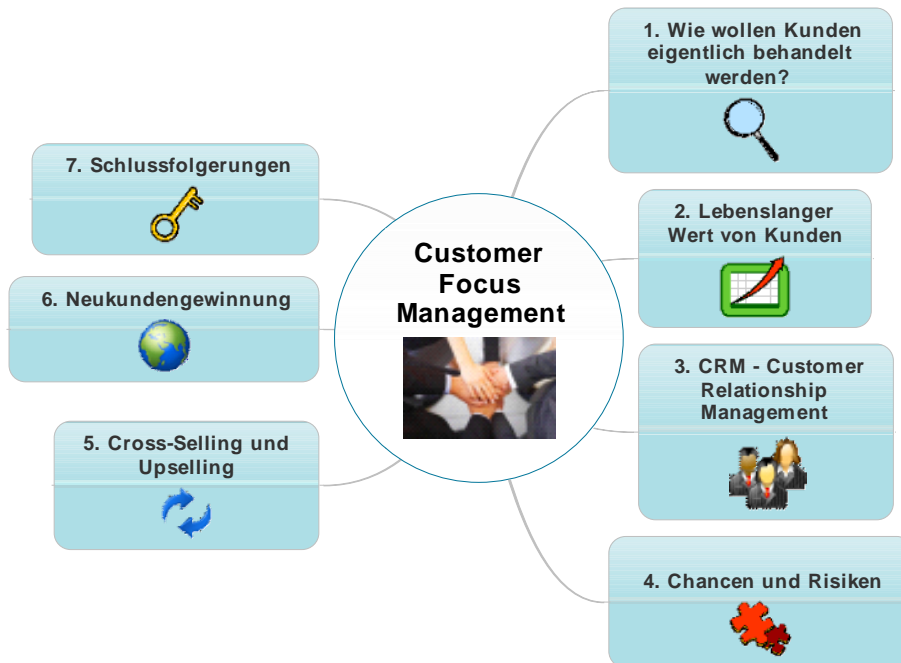 Customer
Focus
Management
1. Wie wollen Kunden
eigentlich behandelt
werden?
2. Lebenslanger
Wert von Kunden
3. CRM - Customer
Relationship
Management
4. Chancen und Risiken
5. Cross-Selling und
Upselling
6. Neukundengewinnung
7. Schlussfolgerungen